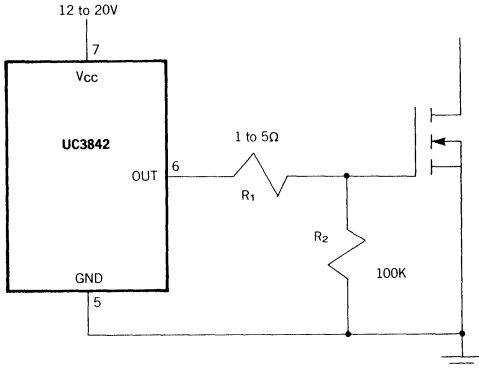 12 to 20V
7
VCC
UC3842
1 to 5Ω
6
OUT
R1
R2
100K
GND
5